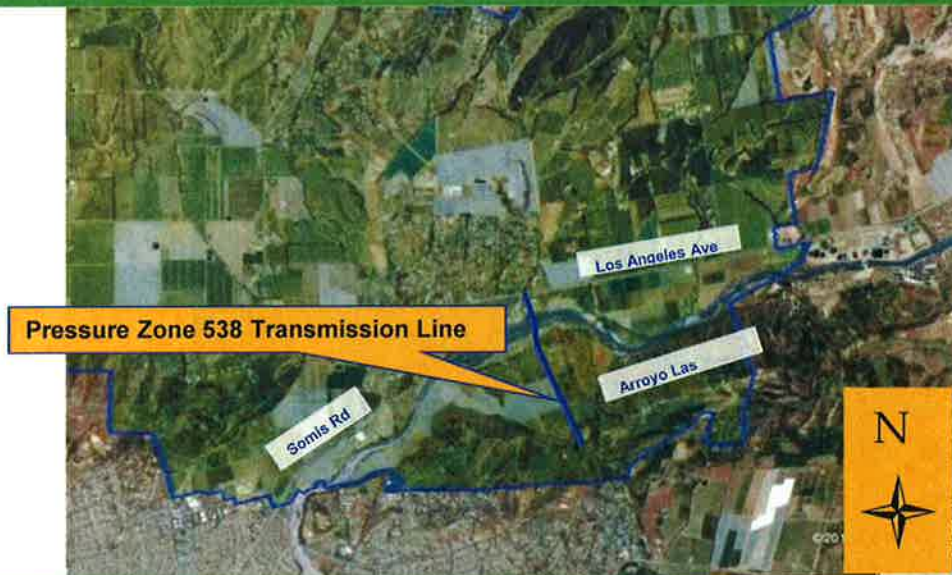 Los Angeles Ave
Pressure Zone 538 Transmission Line
Arroyo Las
Somis Rd
N